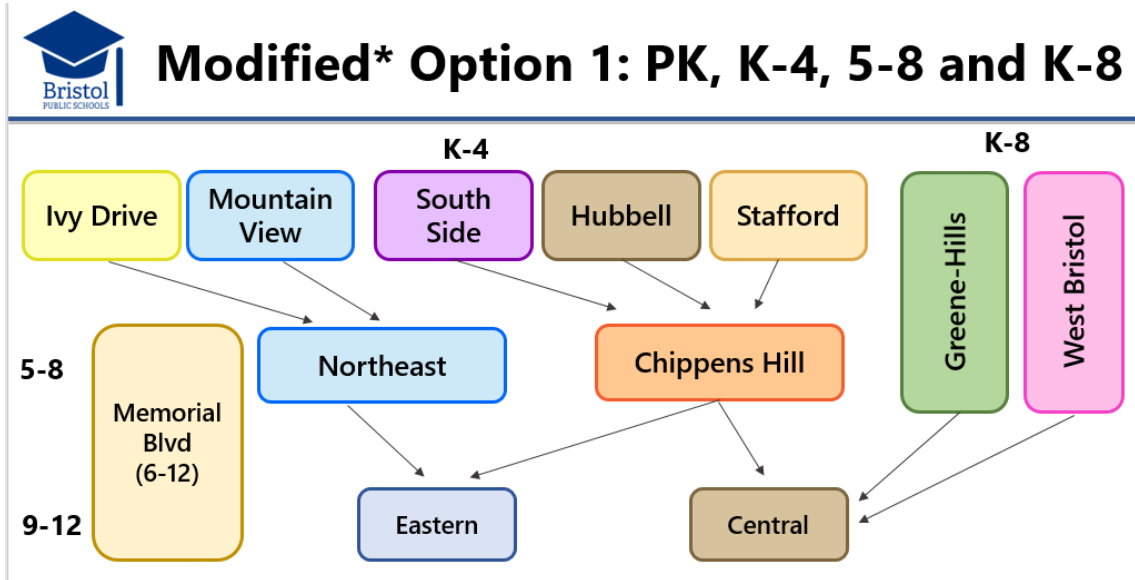 Bristol
PUBLIC SCHOOLS
Modified* Option 1: PK, K-4, 5-8 and K-8
K-4
K-8
Ivy Drive
Mountain
View
South
Side
Hubbell
Stafford
Greene-Hills
West Bristol
5-8
Memorial
Blvd
(6-12)
Northeast
Chippens Hill
9-12
Eastern
Central